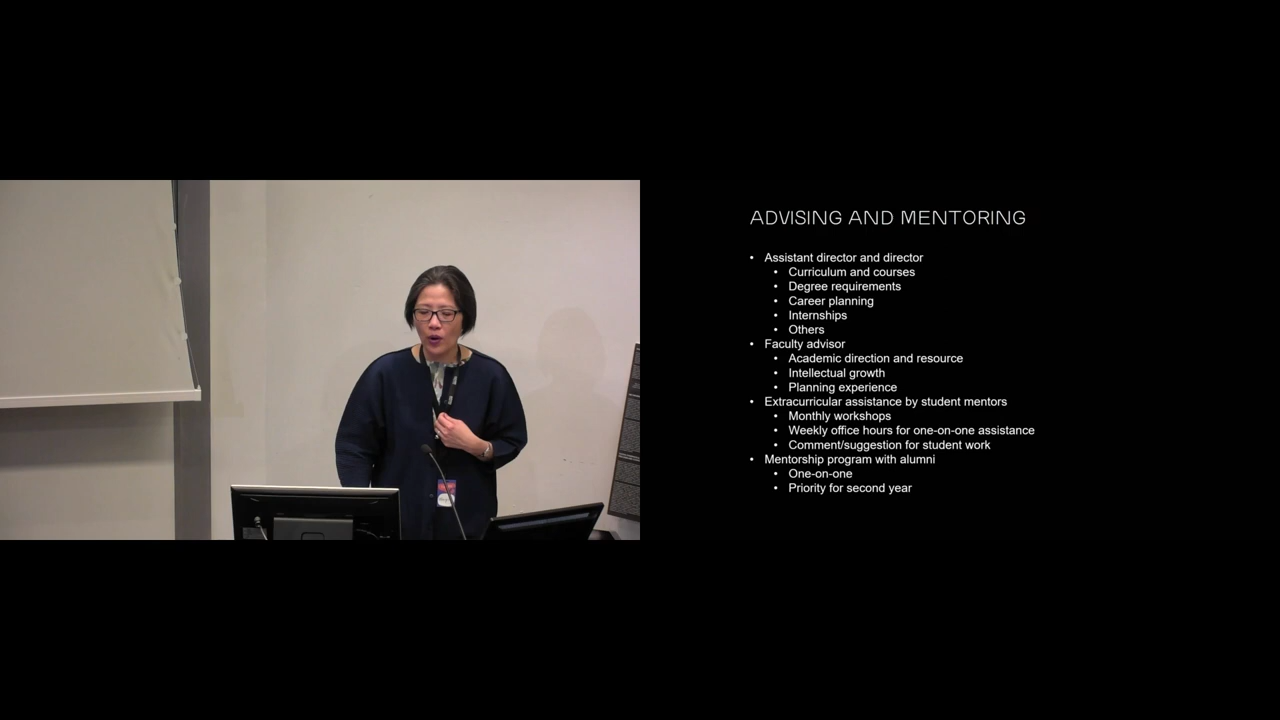 ADVISING AND MENTORING
• Assistant director and director
• Curriculum and courses
• Degree requirements
• Career planning
• Internships
• Others
• Faculty advisor
• Academic direction and resource
• Intellectual growth
• Planning experience
• Extracurricular assistance by student mentors
• Monthly workshops
• Weekly office hours for one-on-one assistance
• Comment/suggestion for student work
• Mentorship program with alumni
• One-on-one
• Priority for second year